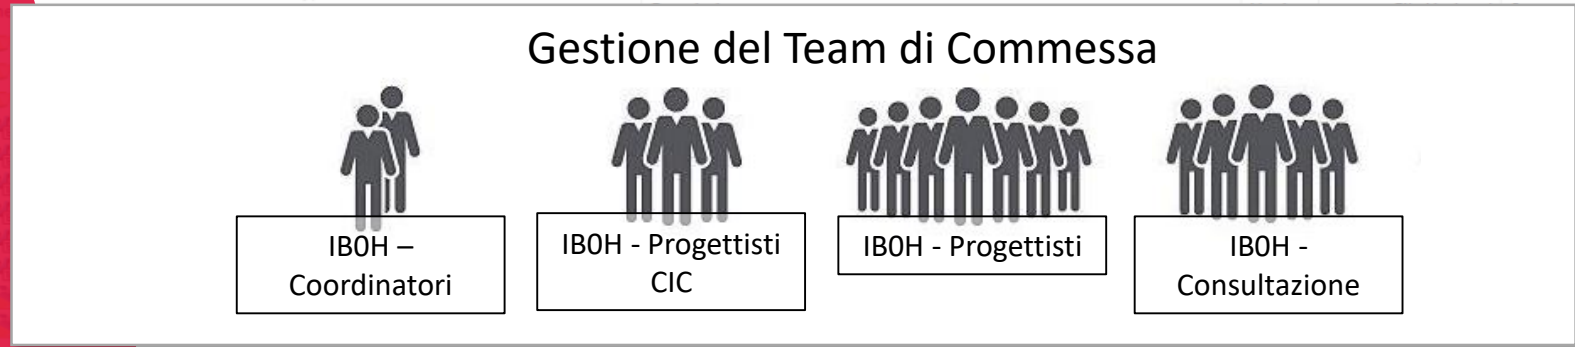 Gestione del Team di Commessa
IB0H –
Coordinatori
IB0H - Progettisti
CIC
IB0H - Progettisti
IB0H -
Consultazione